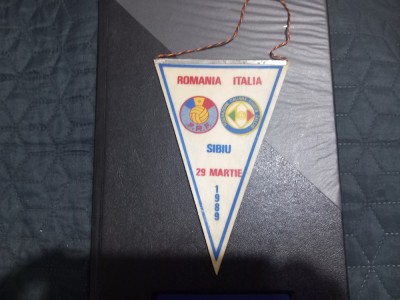 ROMANIA ITALIA
SIBIU
29 MARTIE
1989